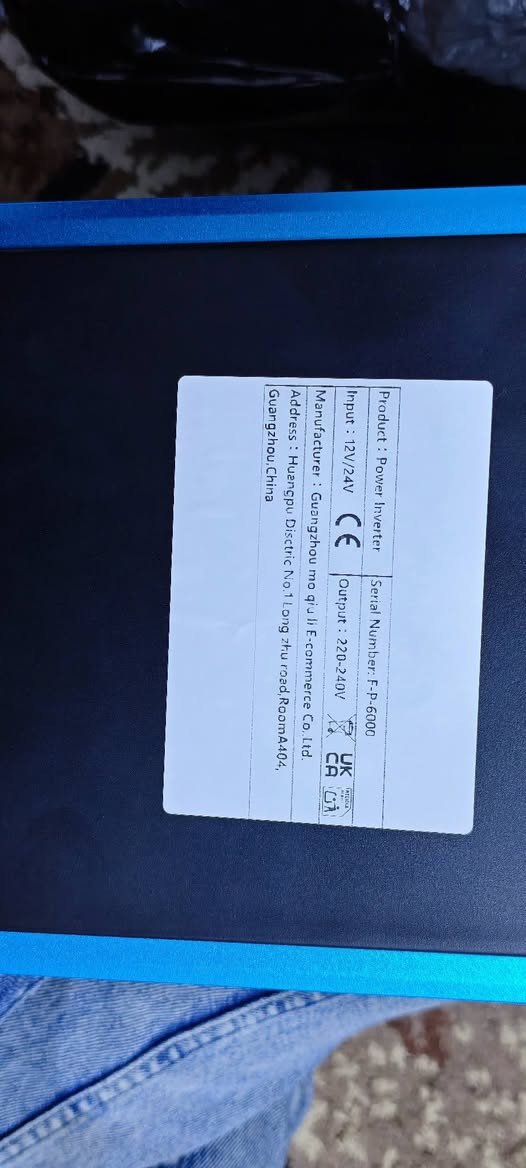 Product : Power Inverter
Serial Number: F-P-6000
Input : 12V/24V CE
Output : 220-240V UK CA
Manufacturer : Guangzhou mo qiu li E-commerce Co. Ltd.
Address : Huangpu Disctric No.1 Long zhu road,RoomA404,
Guangzhou.China